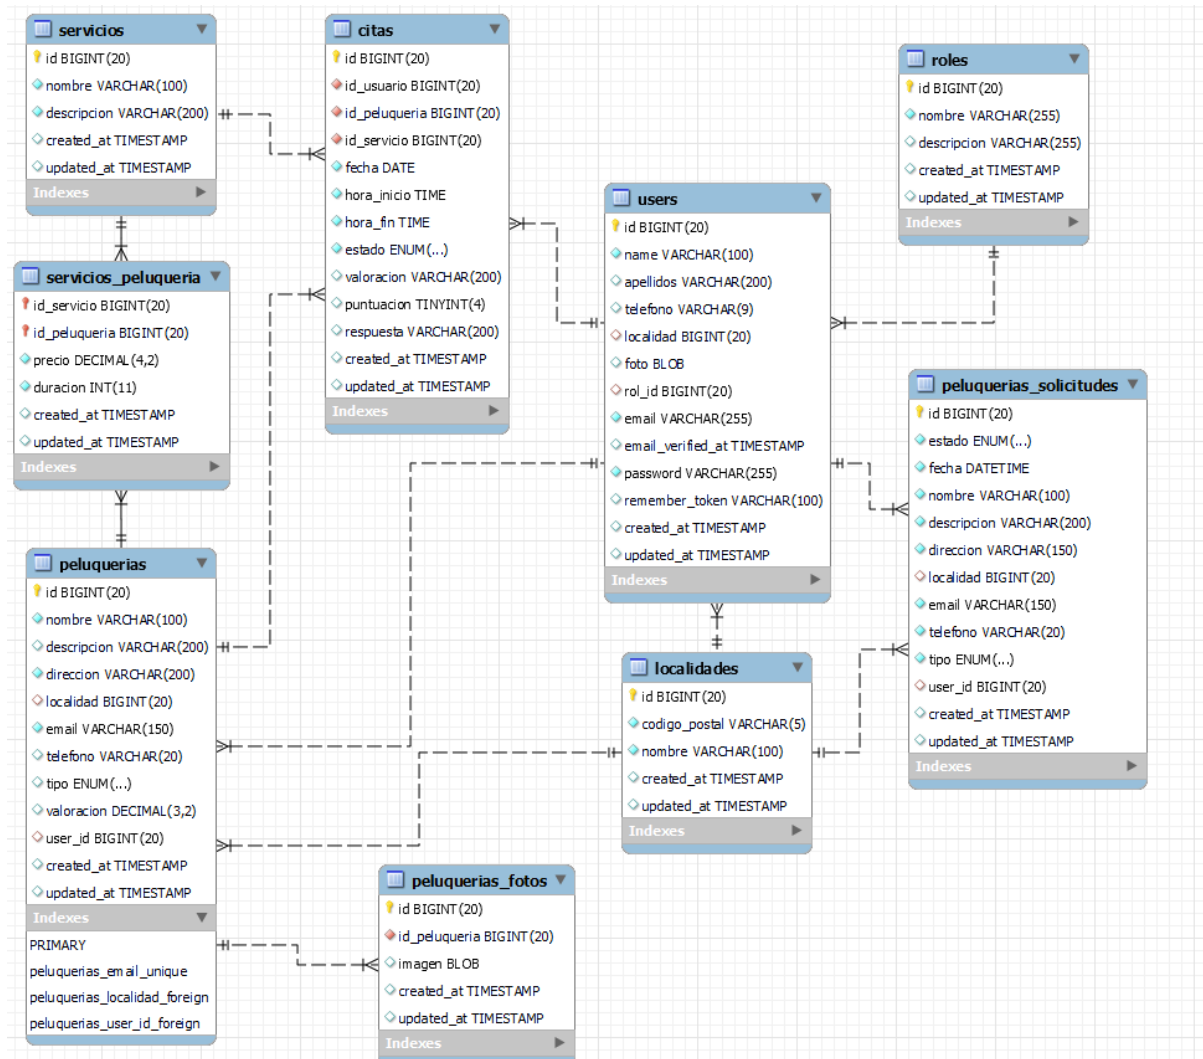 servicios
id BIGINT(20)
nombre VARCHAR(100)
descripcion VARCHAR(200)
created_at TIMESTAMP
updated_at TIMESTAMP
Indexes
citas
id BIGINT(20)
id_usuario BIGINT(20)
id_peluqueria BIGINT(20)
id_servicio BIGINT(20)
fecha DATE
hora_inicio TIME
hora_fin TIME
estado ENUM(...)
valoracion VARCHAR(200)
puntuacion TINYINT(4)
respuesta VARCHAR(200)
created_at TIMESTAMP
updated_at TIMESTAMP
Indexes
roles
id BIGINT(20)
nombre VARCHAR(255)
descripcion VARCHAR(255)
created_at TIMESTAMP
updated_at TIMESTAMP
Indexes
users
id BIGINT(20)
name VARCHAR(100)
apellidos VARCHAR(200)
telefono VARCHAR(9)
localidad BIGINT(20)
foto BLOB
rol_id BIGINT(20)
email VARCHAR(255)
email_verified_at TIMESTAMP
password VARCHAR(255)
remember_token VARCHAR(100)
created_at TIMESTAMP
updated_at TIMESTAMP
Indexes
servicios_peluqueria
id_servicio BIGINT(20)
id_peluqueria BIGINT(20)
precio DECIMAL(4,2)
duracion INT(11)
created_at TIMESTAMP
updated_at TIMESTAMP
Indexes
peluquerias_solicitudes
id BIGINT(20)
estado ENUM(...)
fecha DATETIME
nombre VARCHAR(100)
descripcion VARCHAR(200)
direccion VARCHAR(150)
localidad BIGINT(20)
email VARCHAR(150)
telefono VARCHAR(20)
tipo ENUM(...)
user_id BIGINT(20)
created_at TIMESTAMP
updated_at TIMESTAMP
Indexes
peluquerias
id BIGINT(20)
nombre VARCHAR(100)
descripcion VARCHAR(200)
direccion VARCHAR(200)
localidad BIGINT(20)
email VARCHAR(150)
telefono VARCHAR(20)
tipo ENUM(...)
valoracion DECIMAL(3,2)
user_id BIGINT(20)
created_at TIMESTAMP
updated_at TIMESTAMP
Indexes
PRIMARY
peluquerias_email_unique
peluquerias_localidad_foreign
peluquerias_user_id_foreign
localidades
id BIGINT(20)
codigo_postal VARCHAR(5)
nombre VARCHAR(100)
created_at TIMESTAMP
updated_at TIMESTAMP
Indexes
peluquerias_fotos
id BIGINT(20)
id_peluqueria BIGINT(20)
imagen BLOB
created_at TIMESTAMP
updated_at TIMESTAMP
Indexes